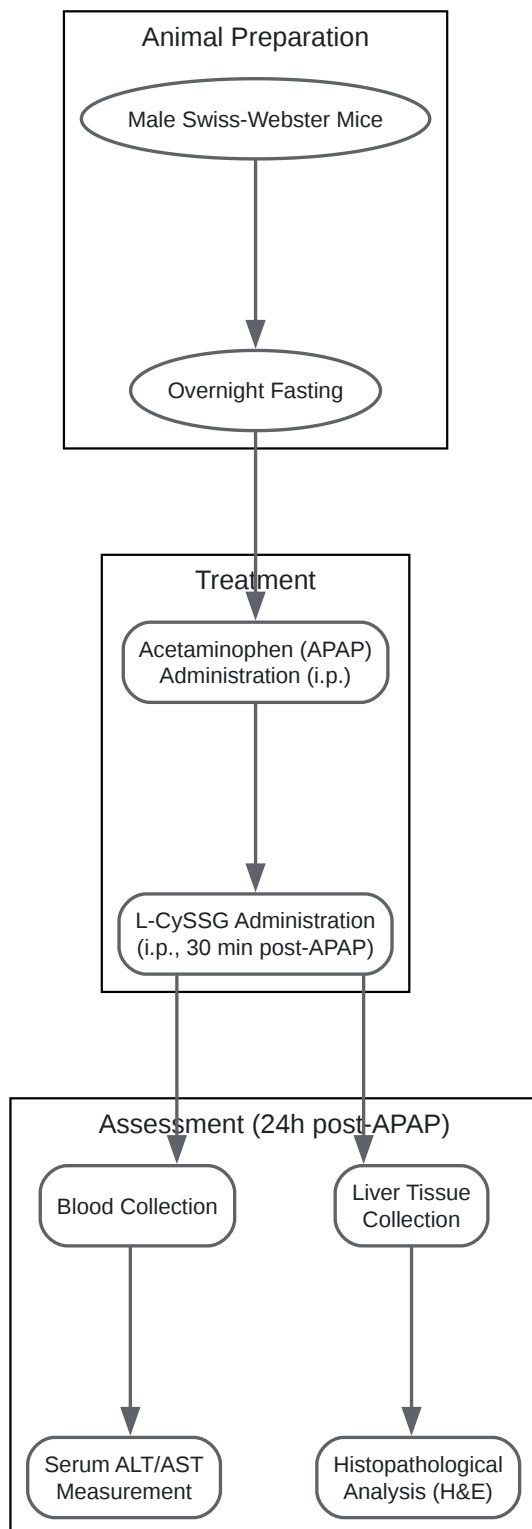 Animal Preparation
Male Swiss-Webster Mice
Overnight Fasting
Treatment
Acetaminophen (APAP)
Administration (i.p.)
L-CySSG Administration
(i.p., 30 min post-APAP)
Assessment (24h post-APAP)
Blood Collection
Liver Tissue
Collection
Serum ALT/AST
Measurement
Histopathological
Analysis (H&E)